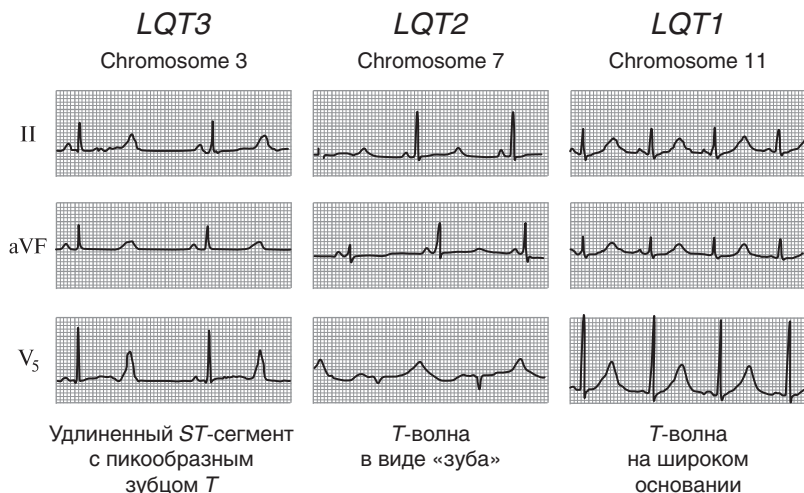 LQT3 LQT2 LQT1
Chromosome 3 Chromosome 7 Chromosome 11
II
aVF
V5
Удлиненный ST-сегмент
с пикообразным
зубцом T
T-волна
в виде «зуба»
T-волна
на широком
основании